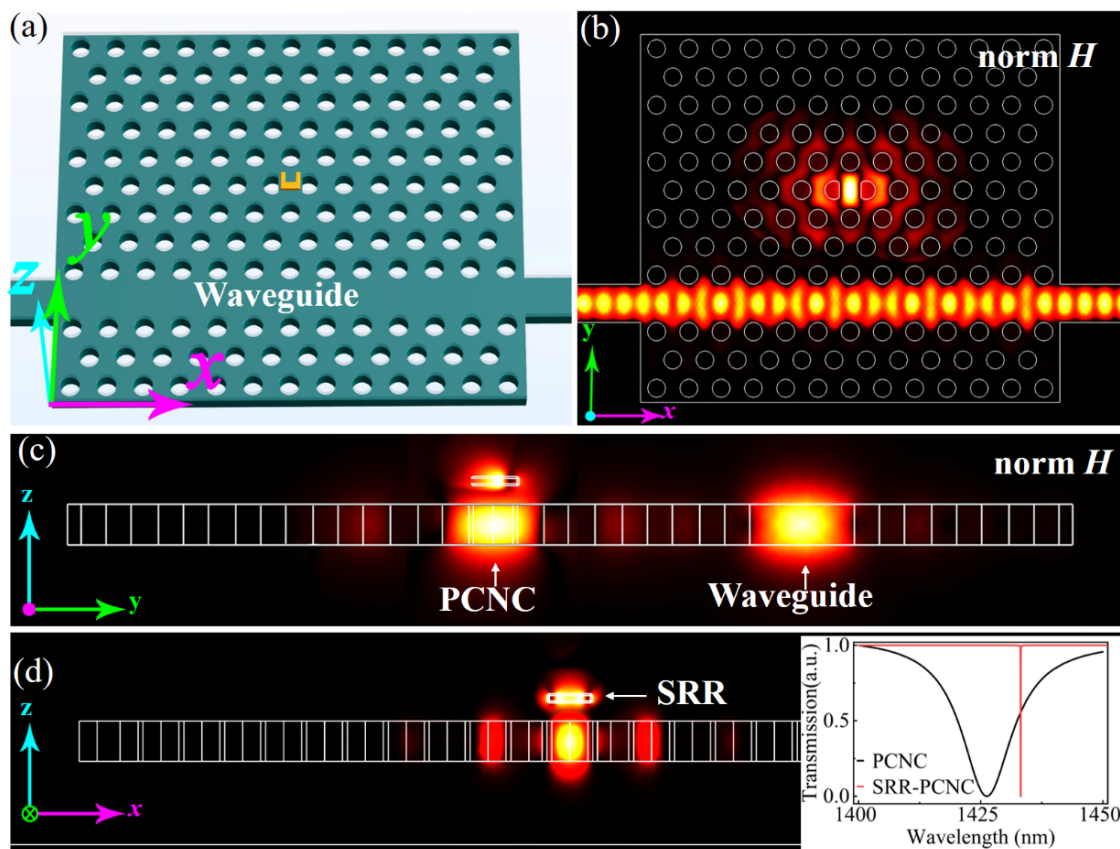 (a)
Waveguide
z
y
x
(b)
norm H
y
x
(c)
norm H
z
y
PCNC
Waveguide
(d)
z
x
SRR
Transmission(a.u.)
1.0
0.5
0.0
PCNC
SRR-PCNC
1400
1425
1450
Wavelength (nm)